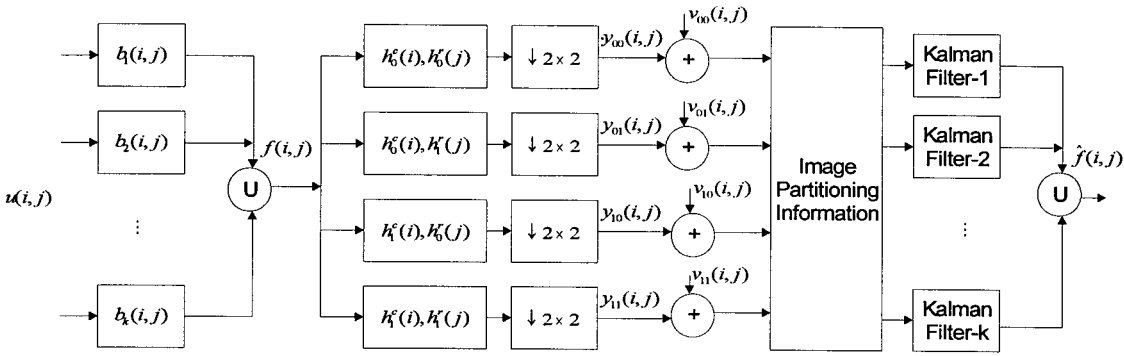 u(i,j)
b₁(i,j)
b₂(i,j)
⋮
bₖ(i,j)
f(i,j)
U
h₀ᶜ(i),h₀ʳ(j)
↓ 2×2
y₀₀(i,j)
v₀₀(i,j)
+
h₀ᶜ(i),h₁ʳ(j)
↓ 2×2
y₀₁(i,j)
v₀₁(i,j)
+
h₁ᶜ(i),h₀ʳ(j)
↓ 2×2
y₁₀(i,j)
v₁₀(i,j)
+
h₁ᶜ(i),h₁ʳ(j)
↓ 2×2
y₁₁(i,j)
v₁₁(i,j)
+
Image
Partitioning
Information
Kalman
Filter-1
Kalman
Filter-2
⋮
Kalman
Filter-k
U
f̂(i,j)